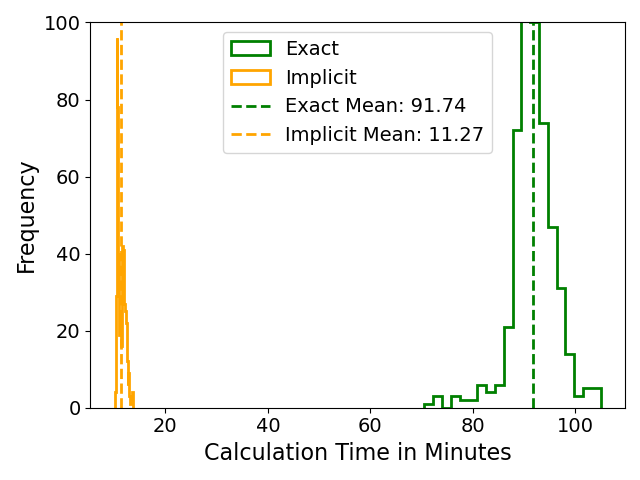 100
80
60
40
20
0
Frequency
Exact
Implicit
Exact Mean: 91.74
Implicit Mean: 11.27
20 40 60 80 100
Calculation Time in Minutes